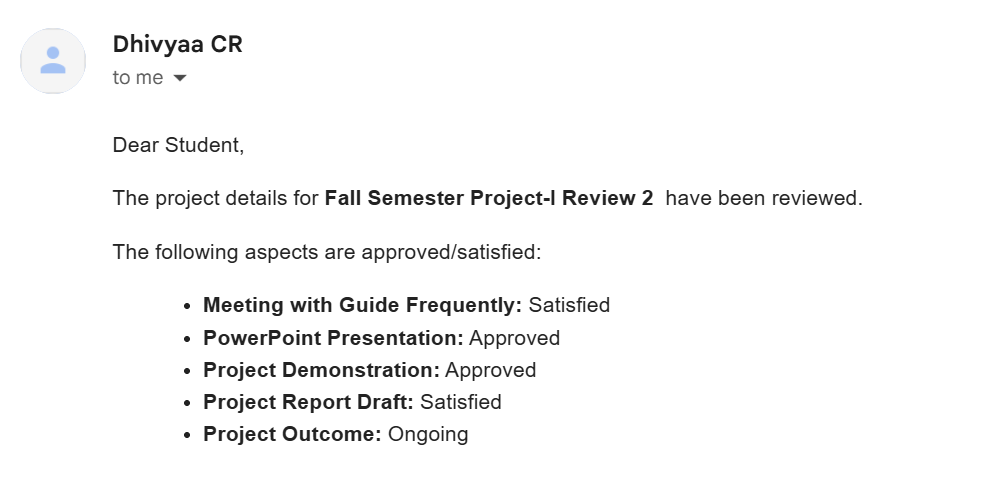 Dhivyaa CR
to me
Dear Student,
The project details for Fall Semester Project-I Review 2 have been reviewed.
The following aspects are approved/satisfied:
• Meeting with Guide Frequently: Satisfied
• PowerPoint Presentation: Approved
• Project Demonstration: Approved
• Project Report Draft: Satisfied
• Project Outcome: Ongoing